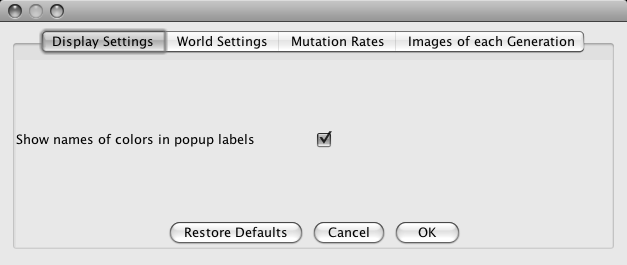 Display Settings World Settings Mutation Rates Images of each Generation
Show names of colors in popup labels
Restore Defaults Cancel OK